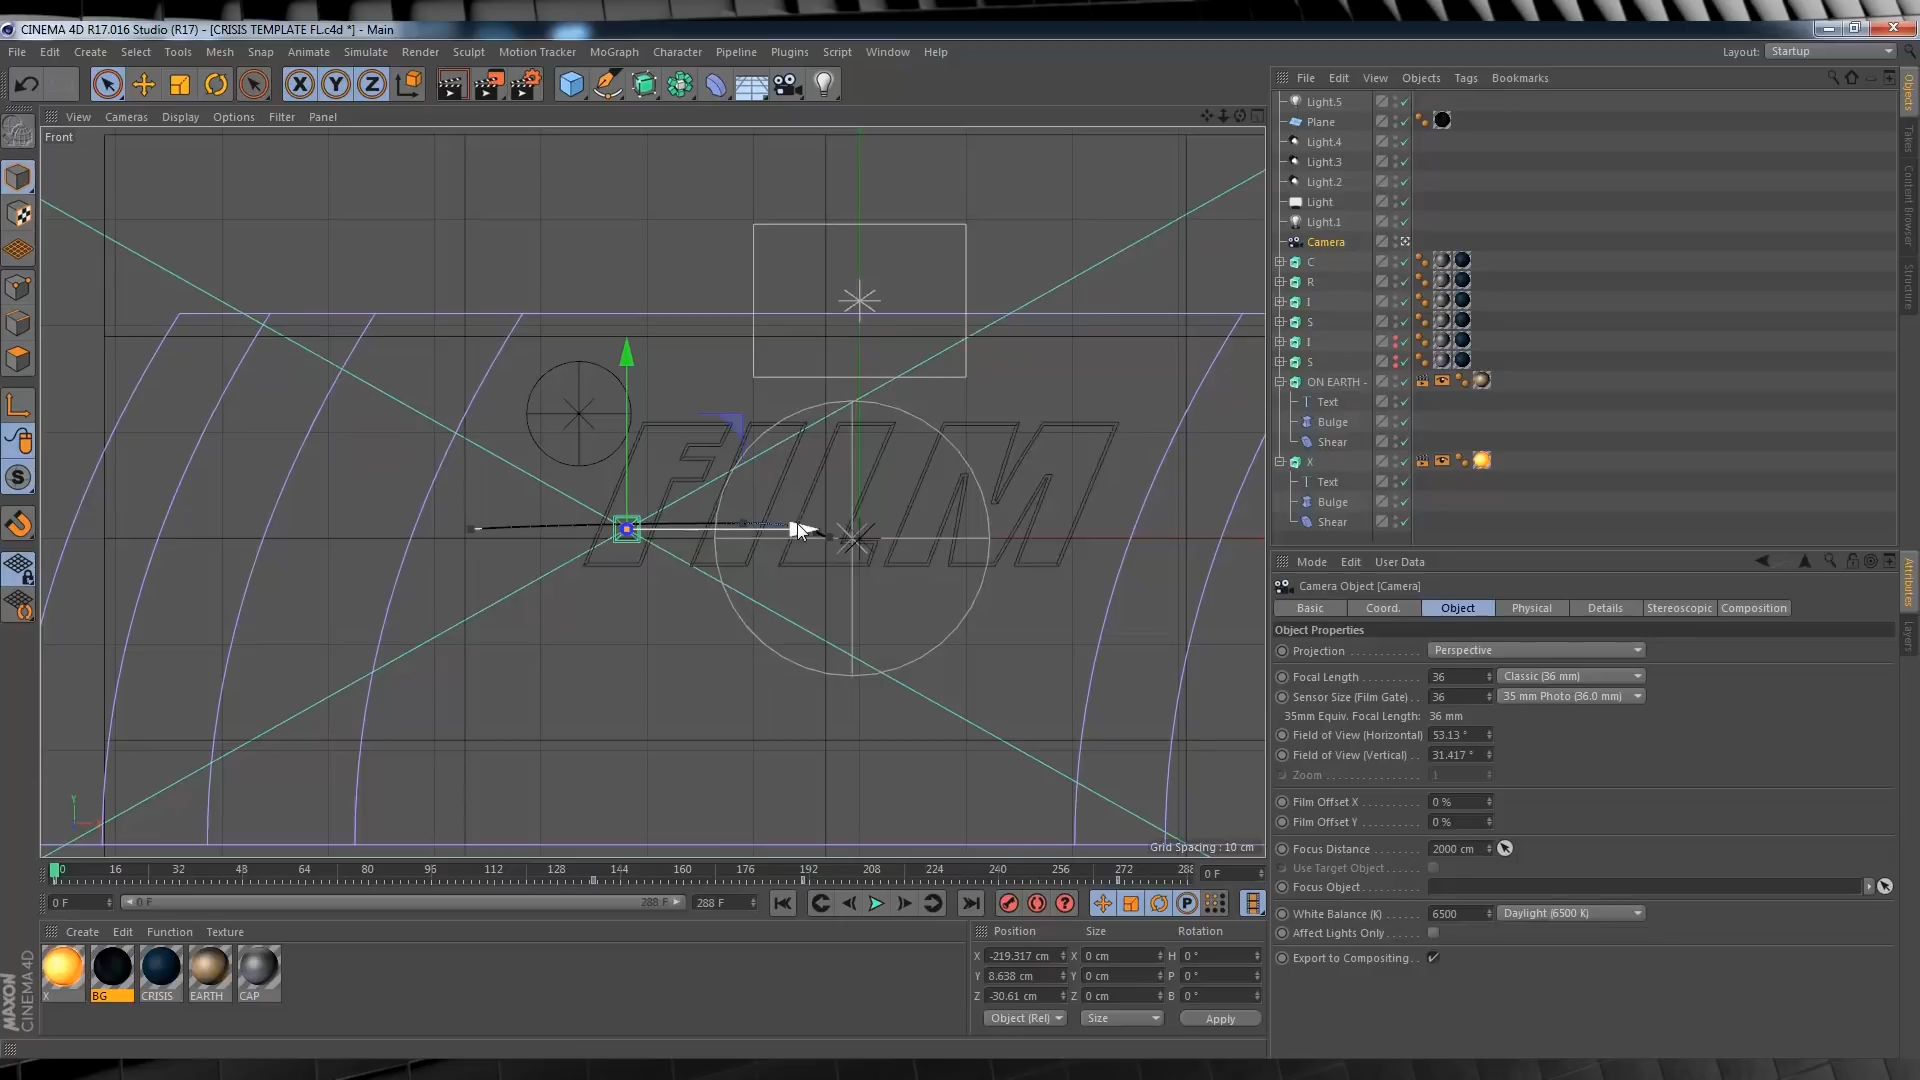 CINEMA 4D R17.016 Studio (R17) - [CRISIS TEMPLATE FL.c4d *] - Main
File Edit Create Select Tools Mesh Snap Animate Simulate Render Sculpt Motion Tracker MoGraph Character Pipeline Plugins Script Window Help
Layout: Startup
File Edit View Objects Tags Bookmarks
View Cameras Display Options Filter Panel
Front
Light.5
Plane
Light.4
Light.3
Light.2
Light
Light.1
Camera
C
R
I
S
I
S
ON EARTH -
Text
Bulge
Shear
X
Text
Bulge
Shear
Objects
Takes
Content Browser
Structure
FILM
Y
Grid Spacing : 10 cm
Mode Edit User Data
Camera Object [Camera]
Basic Coord. Object Physical Details Stereoscopic Composition
Object Properties
Projection Perspective
Focal Length 36 Classic (36 mm)
Sensor Size (Film Gate) 36 35 mm Photo (36.0 mm)
35mm Equiv. Focal Length: 36 mm
Field of View (Horizontal) 53.13 °
Field of View (Vertical) 31.417 °
Zoom 1
Film Offset X 0 %
Film Offset Y 0 %
Focus Distance 2000 cm
Use Target Object
Focus Object
White Balance (K) 6500 Daylight (6500 K)
Affect Lights Only
Export to Compositing
Attributes
Layers
0 16 32 48 64 80 96 112 128 144 160 176 192 208 224 240 256 272 288 0 F
0 F 0 F 288 F 288 F
Create Edit Function Texture
X BG CRISIS EARTH CAP
Position Size Rotation
X -219.317 cm X 0 cm H 0 °
Y 8.638 cm Y 0 cm P 0 °
Z -30.61 cm Z 0 cm B 0 °
Object (Rel) Size Apply
MAXON
CINEMA 4D